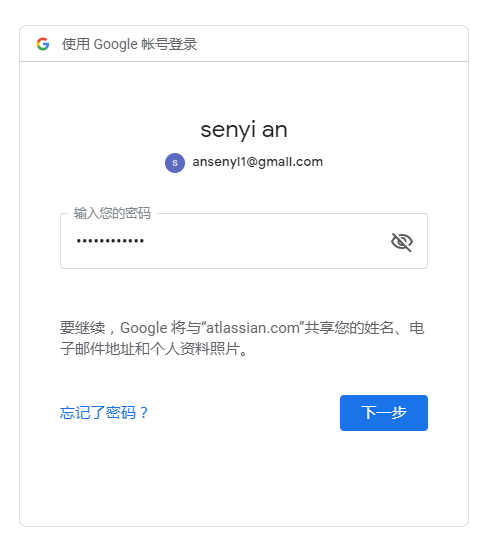 使用 Google 帐号登录
senyi an
s
ansenyi1@gmail.com
输入您的密码
••••••••••••
要继续，Google 将与“atlassian.com”共享您的姓名、电
子邮件地址和个人资料照片。
忘记了密码？
下一步